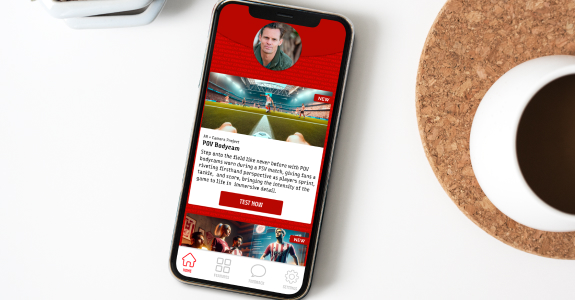 NEW
XR + Camera Project
POV Bodycam
Step onto the field like never before with POV
bodycams worn during a PSV match, giving fans a
riveting firsthand perspective as players sprint,
tackle, and score, bringing the intensity of the
game to life in immersive detail.
TEST NOW
NEW
HOME